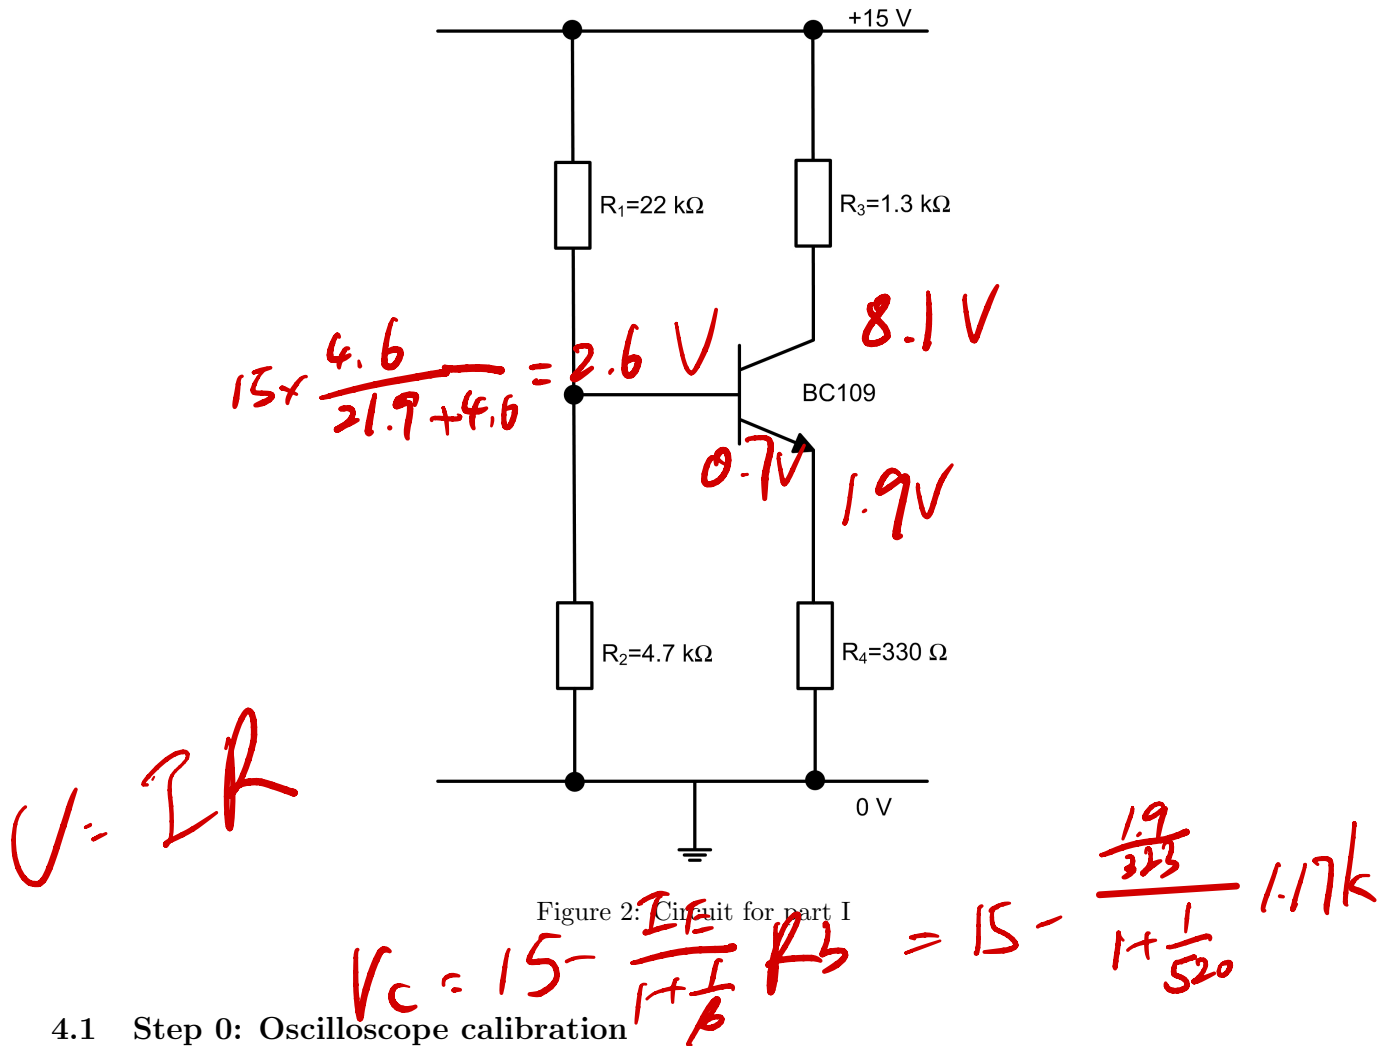 +15 V
R₁=22 kΩ
R₃=1.3 kΩ
8.1 V
15× 4.6 / 21.9+4.6 = 2.6 V
BC109
0.7V
1.9V
R₂=4.7 kΩ
R₄=330 Ω
V = IR
0 V
Figure 2: Circuit for part I
Vc = 15 - IE / (1+ 1/β) R3 = 15 - (1.9/323) / (1+ 1/520) 1.17k
4.1 Step 0: Oscilloscope calibration